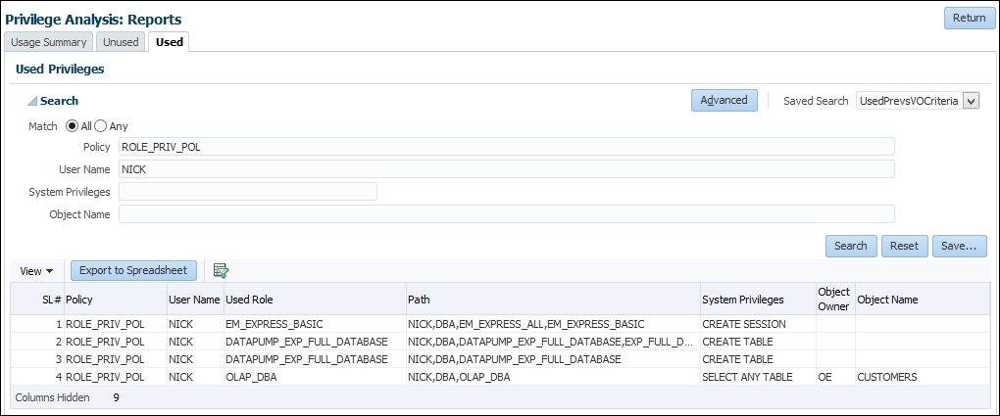 Privilege Analysis: Reports
Return
Usage Summary Unused Used
Used Privileges
Search
Advanced Saved Search UsedPrevsVOCriteria
Match All Any
Policy ROLE_PRIV_POL
User Name NICK
System Privileges
Object Name
Search Reset Save...
View Export to Spreadsheet
SL# Policy User Name Used Role Path System Privileges Object Owner Object Name
1 ROLE_PRIV_POL NICK EM_EXPRESS_BASIC NICK,DBA,EM_EXPRESS_ALL,EM_EXPRESS_BASIC CREATE SESSION
2 ROLE_PRIV_POL NICK DATAPUMP_EXP_FULL_DATABASE NICK,DBA,DATAPUMP_EXP_FULL_DATABASE,EXP_FULL_D... CREATE TABLE
3 ROLE_PRIV_POL NICK DATAPUMP_EXP_FULL_DATABASE NICK,DBA,DATAPUMP_EXP_FULL_DATABASE CREATE TABLE
4 ROLE_PRIV_POL NICK OLAP_DBA NICK,DBA,OLAP_DBA SELECT ANY TABLE OE CUSTOMERS
Columns Hidden 9